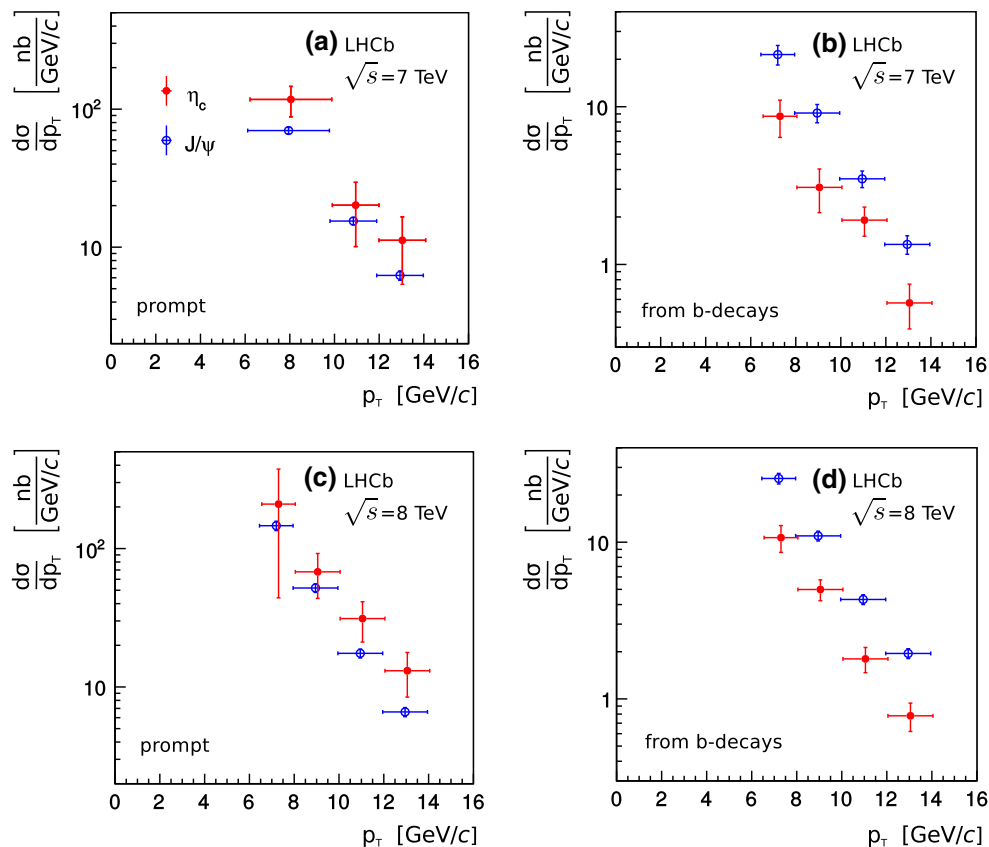 (a) LHCb
√s = 7 TeV
dσ/dp_T [nb/GeV/c]
η_c
J/ψ
10²
10
prompt
0 2 4 6 8 10 12 14 16
p_T [GeV/c]
(b) LHCb
√s = 7 TeV
dσ/dp_T [nb/GeV/c]
10
1
from b-decays
0 2 4 6 8 10 12 14 16
p_T [GeV/c]
(c) LHCb
√s = 8 TeV
dσ/dp_T [nb/GeV/c]
10²
10
prompt
0 2 4 6 8 10 12 14 16
p_T [GeV/c]
(d) LHCb
√s = 8 TeV
dσ/dp_T [nb/GeV/c]
10
1
from b-decays
0 2 4 6 8 10 12 14 16
p_T [GeV/c]